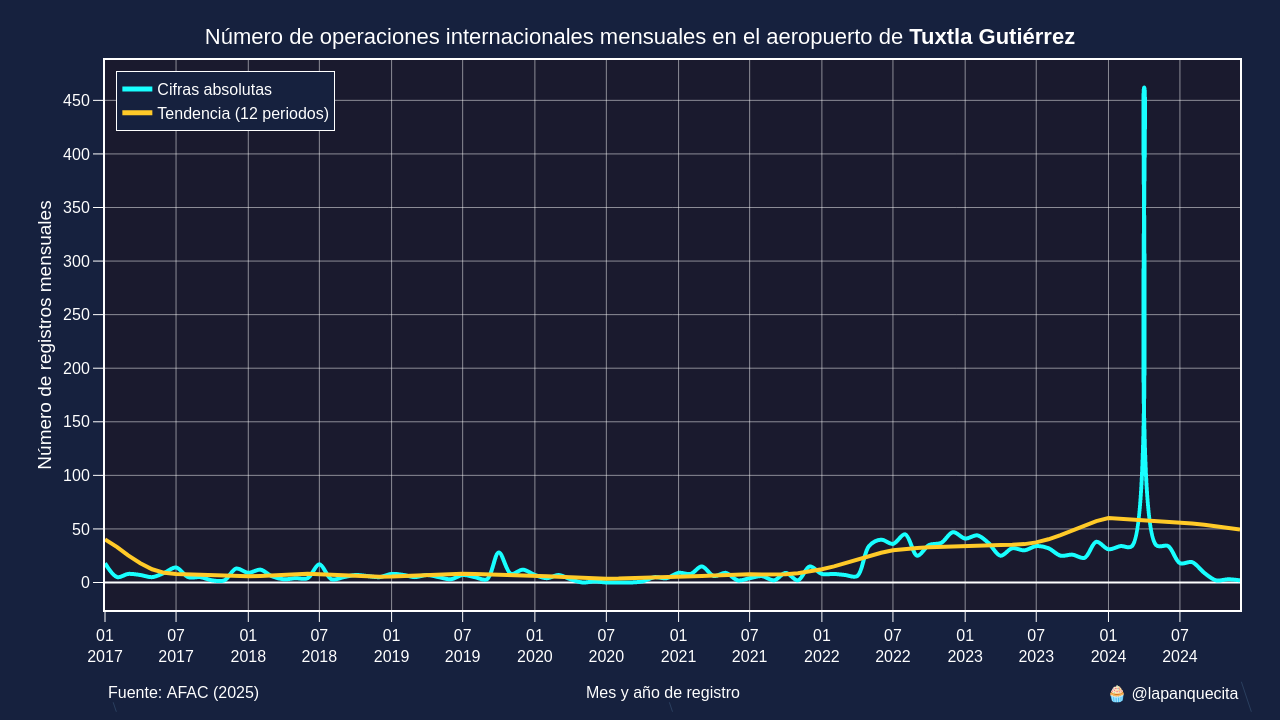 Número de operaciones internacionales mensuales en el aeropuerto de Tuxtla Gutiérrez
Cifras absolutas
Tendencia (12 periodos)
Número de registros mensuales
450
400
350
300
250
200
150
100
50
0
01 07 01 07 01 07 01 07 01 07 01 07 01 07 01 07
2017 2017 2018 2018 2019 2019 2020 2020 2021 2021 2022 2022 2023 2023 2024 2024
Fuente: AFAC (2025) Mes y año de registro 🧁 @lapanquecita